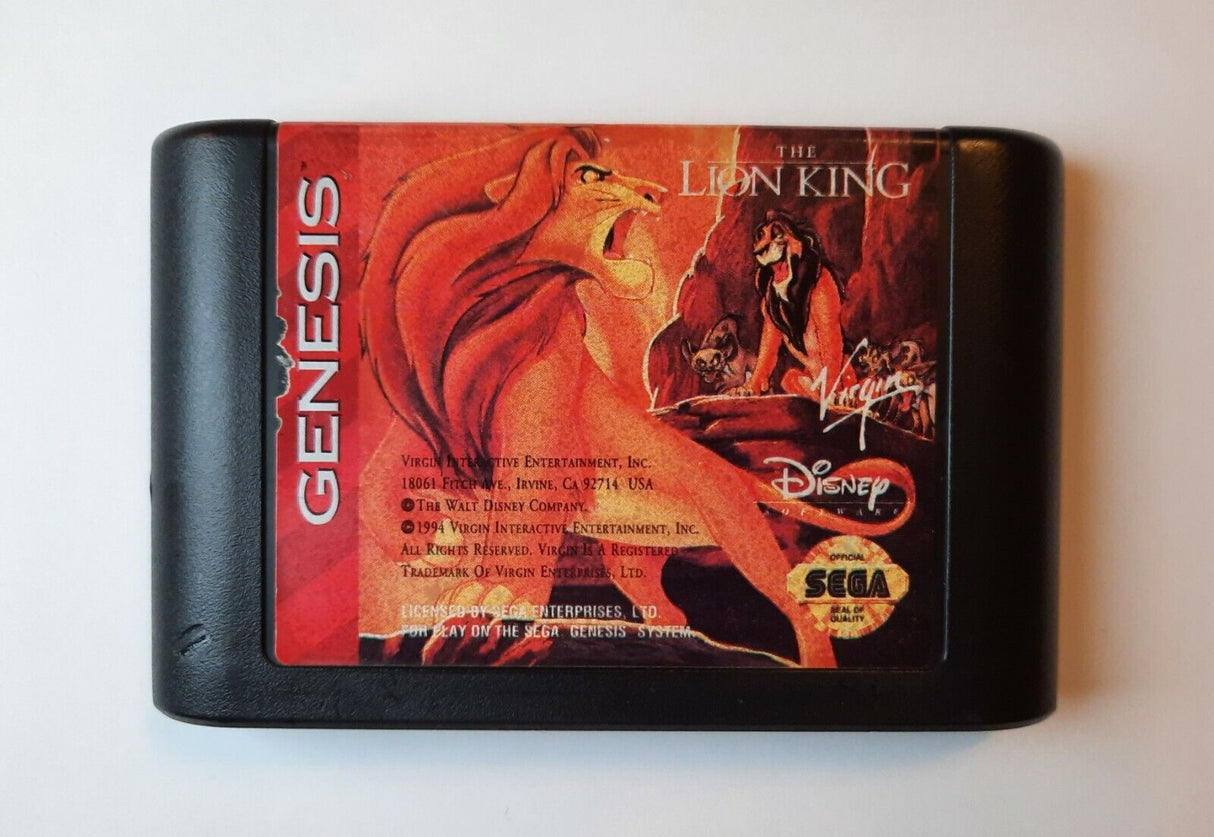 GENESIS™
THE
LION KING
Virgin
DISNEY
SOFTWARE
VIRGIN INTERACTIVE ENTERTAINMENT, INC.
18061 FITCH AVE., IRVINE, CA 92714 USA
©THE WALT DISNEY COMPANY.
©1994 VIRGIN INTERACTIVE ENTERTAINMENT, INC.
ALL RIGHTS RESERVED. VIRGIN IS A REGISTERED
TRADEMARK OF VIRGIN ENTERPRISES, LTD.
LICENSED BY SEGA ENTERPRISES, LTD.
FOR PLAY ON THE SEGA GENESIS SYSTEM.
OFFICIAL
SEGA
SEAL OF
QUALITY